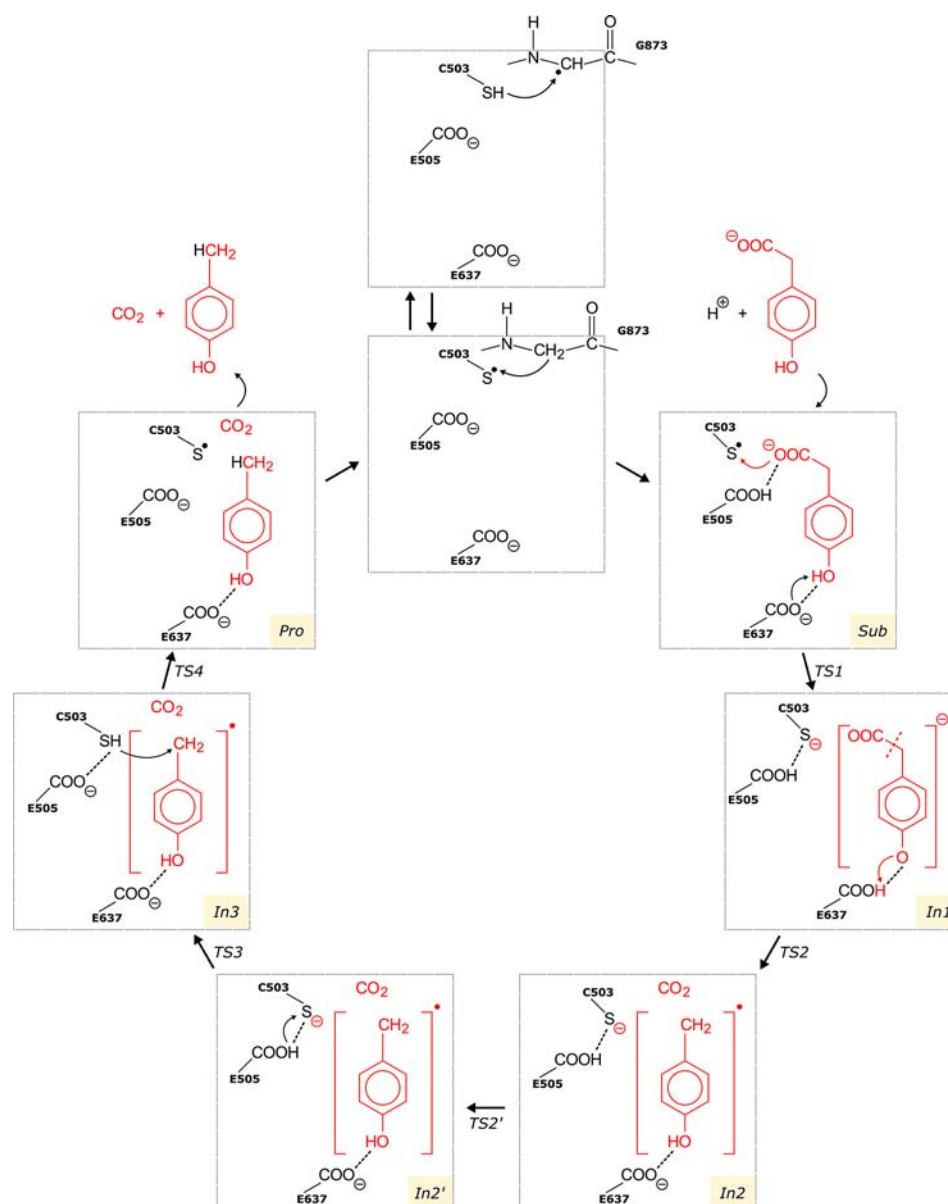 H O
N CH C G873
C503
SH
COO⊖
E505
COO⊖
E637
HCH₂
CO₂ +
HO
⊖OOC
H⊕ +
HO
H O
N CH₂ C G873
C503
S•
COO⊖
E505
COO⊖
E637
CO₂
C503
S•
HCH₂
COO⊖
E505
HO
COO⊖
E637
Pro
C503
S•
⊖OOC
COOH
E505
HO
COO⊖
E637
Sub
TS4
TS1
CO₂
C503
SH CH₂ •
COO⊖
E505
HO
COO⊖
E637
In3
C503
S⊖
OOC ⊖
COOH
E505
O
COOH
E637
In1
TS3
TS2
C503
S⊖
CO₂
CH₂ •
COOH
E505
HO
COO⊖
E637
In2'
TS2'
C503
S⊖
CO₂
CH₂ •
COOH
E505
HO
COO⊖
E637
In2